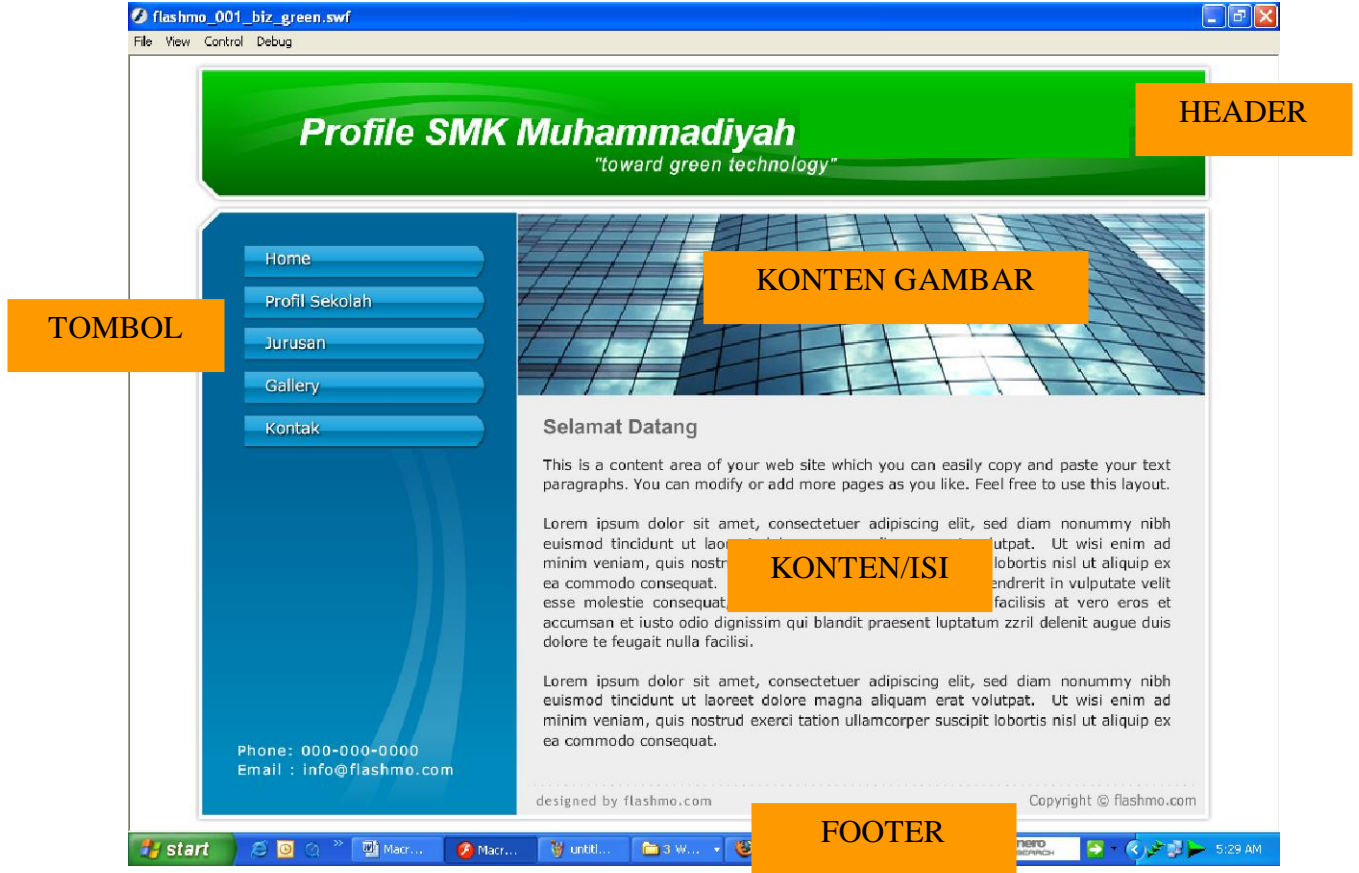 flashmo_001_biz_green.swf
File View Control Debug
HEADER
Profile SMK Muhammadiyah
"toward green technology"
Home
Profil Sekolah
Jurusan
Gallery
Kontak
TOMBOL
KONTEN GAMBAR
Selamat Datang
This is a content area of your web site which you can easily copy and paste your text
paragraphs. You can modify or add more pages as you like. Feel free to use this layout.
Lorem ipsum dolor sit amet, consectetuer adipiscing elit, sed diam nonummy nibh
euismod tincidunt ut utpat. Ut wisi enim ad
minim veniam, quis lobortis nisl ut aliquip ex
ea commodo consequat. in vulputate velit
esse molestie consequat, facilisis at vero eros et
accumsan et iusto odio dignissim qui blandit praesent luptatum zzril delenit augue duis
dolore te feugait nulla facilisi.
KONTEN/ISI
Lorem ipsum dolor sit amet, consectetuer adipiscing elit, sed diam nonummy nibh
euismod tincidunt ut laoreet dolore magna aliquam erat volutpat. Ut wisi enim ad
minim veniam, quis nostrud exerci tation ullamcorper suscipit lobortis nisl ut aliquip ex
ea commodo consequat.
Phone: 000-000-0000
Email : info@flashmo.com
designed by flashmo.com
Copyright © flashmo.com
FOOTER
start
Macr...
Macr...
untitl...
3 W...
nero
SEARCH
5:29 AM